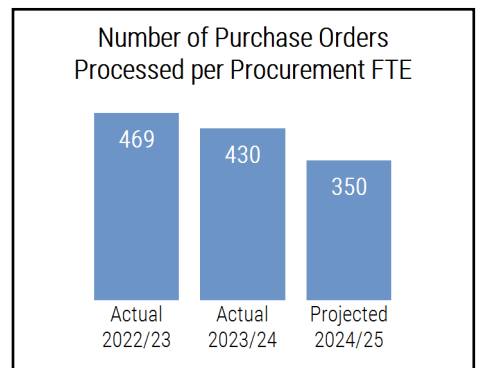 Number of Purchase Orders
Processed per Procurement FTE
469
430
350
Actual
2022/23
Actual
2023/24
Projected
2024/25